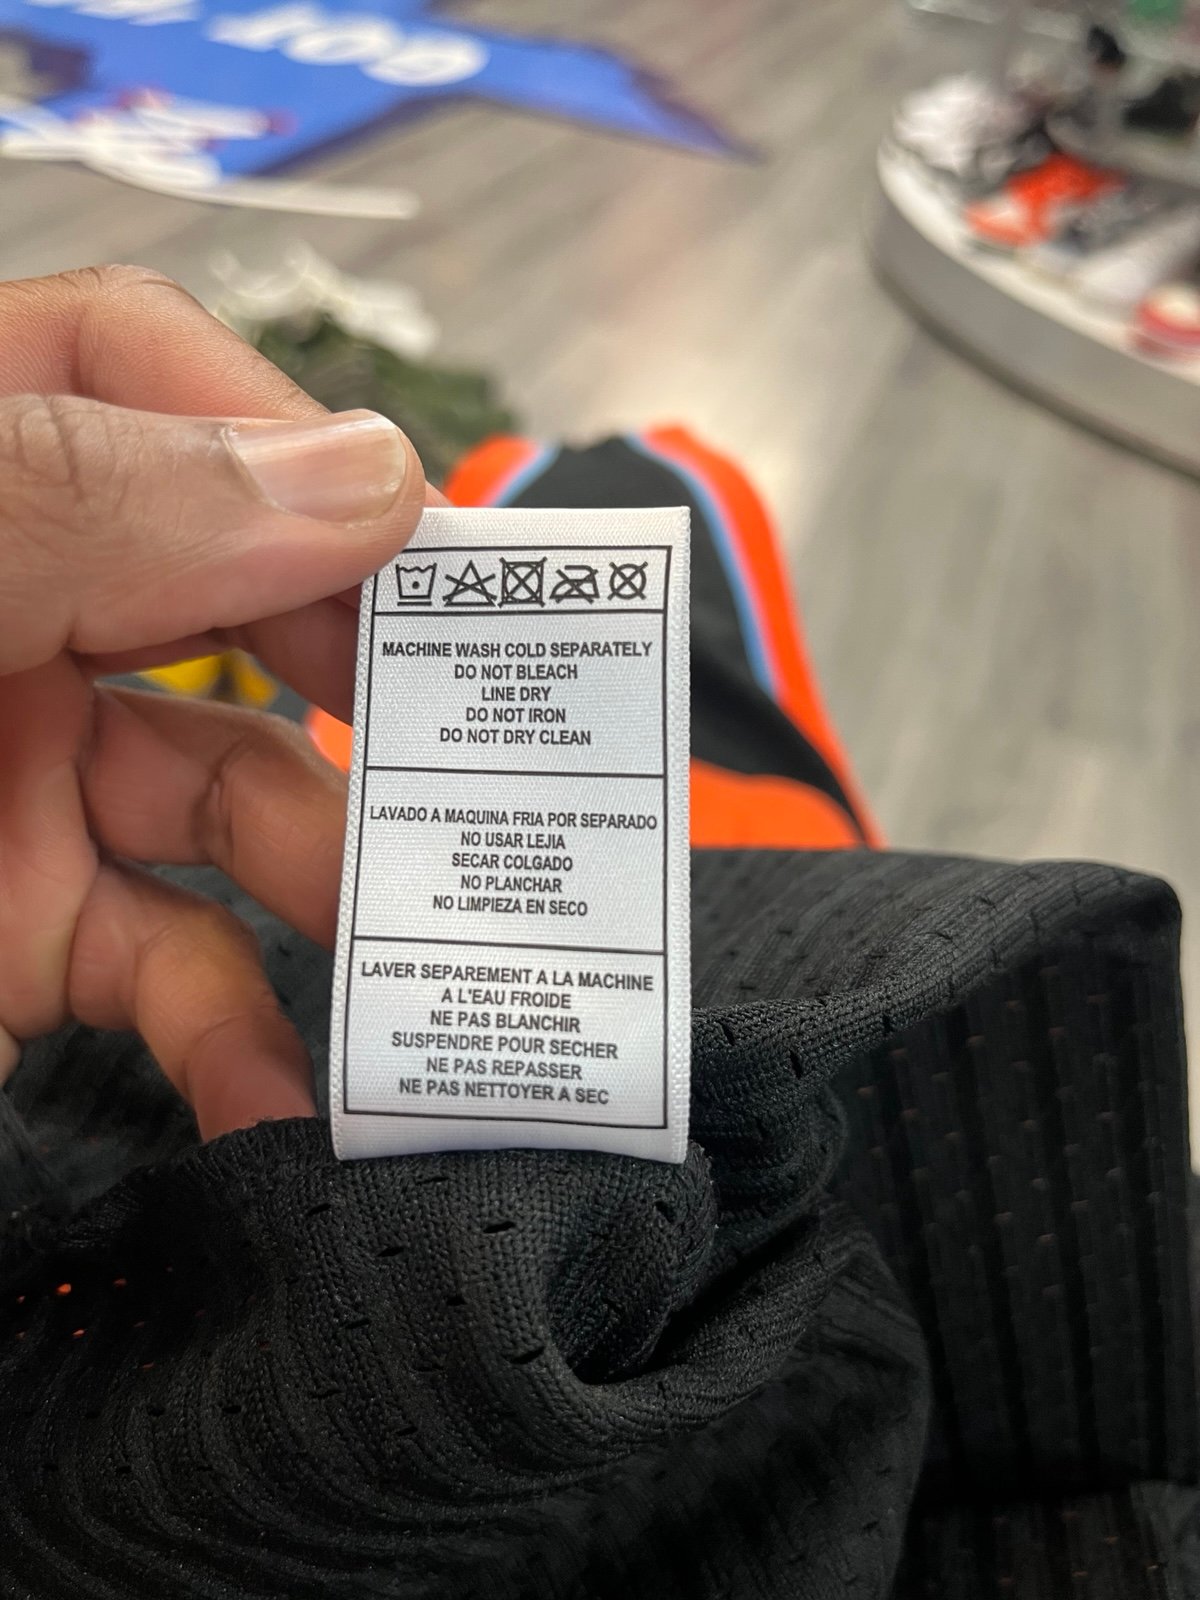 MACHINE WASH COLD SEPARATELY
DO NOT BLEACH
LINE DRY
DO NOT IRON
DO NOT DRY CLEAN
LAVADO A MAQUINA FRIA POR SEPARADO
NO USAR LEJIA
SECAR COLGADO
NO PLANCHAR
NO LIMPIEZA EN SECO
LAVER SEPAREMENT A LA MACHINE
A L'EAU FROIDE
NE PAS BLANCHIR
SUSPENDRE POUR SECHER
NE PAS REPASSER
NE PAS NETTOYER A SEC